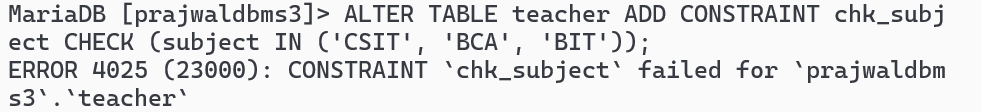 MariaDB [prajwaldbms3]> ALTER TABLE teacher ADD CONSTRAINT chk_subj
ect CHECK (subject IN ('CSIT', 'BCA', 'BIT'));
ERROR 4025 (23000): CONSTRAINT `chk_subject` failed for `prajwaldbm
s3`.`teacher`